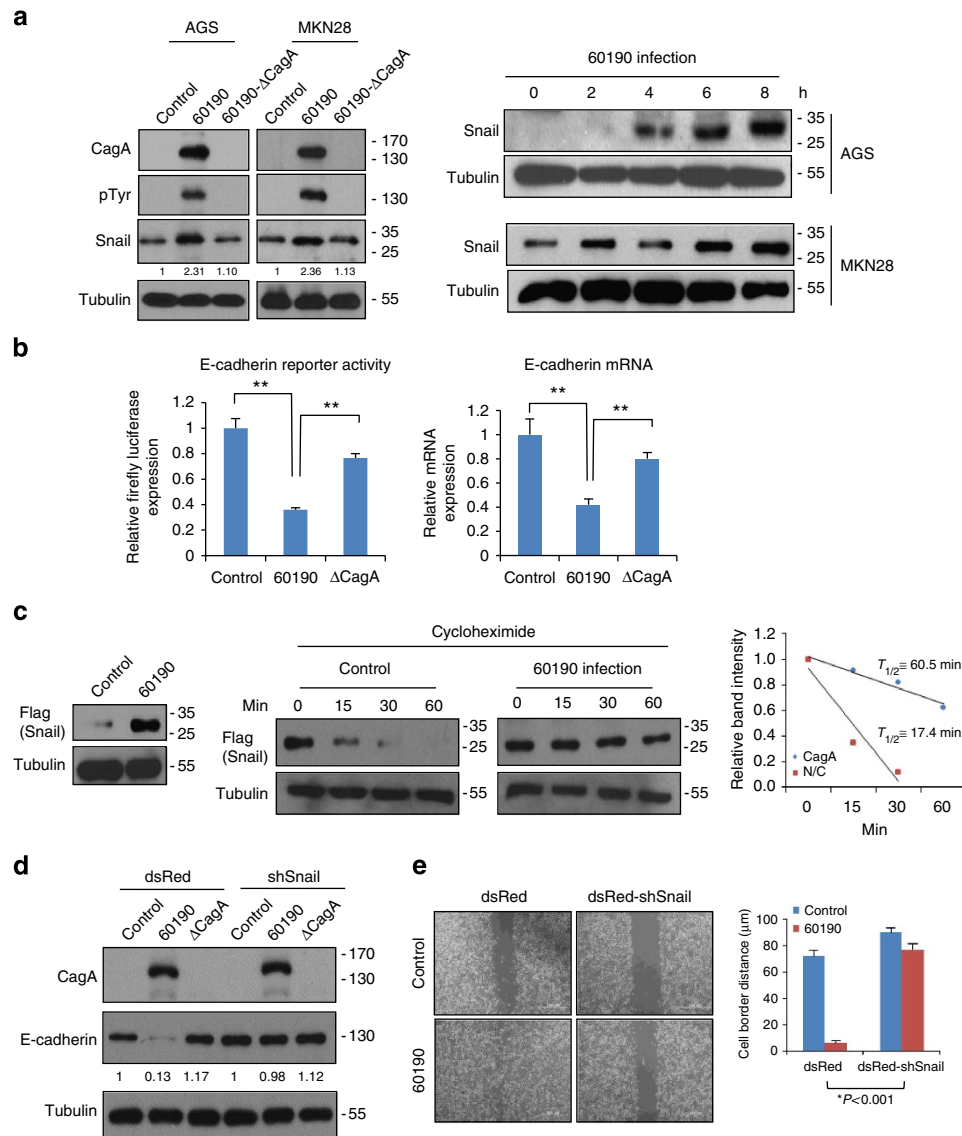 a
AGS MKN28
Control 60190 60190-ΔCagA Control 60190 60190-ΔCagA
CagA - 170
- 130
pTyr - 130
Snail - 35
- 25
1 2.31 1.10 1 2.36 1.13
Tubulin - 55
60190 infection
0 2 4 6 8 h
Snail - 35
- 25
AGS
Tubulin - 55
Snail - 35
- 25
MKN28
Tubulin - 55
b
E-cadherin reporter activity
Relative firefly luciferase
expression
1.2
1
0.8
0.6
0.4
0.2
0
** **
Control 60190 ΔCagA
E-cadherin mRNA
Relative mRNA
expression
1.2
1
0.8
0.6
0.4
0.2
0
** **
Control 60190 ΔCagA
c
Control 60190
Flag
(Snail)
- 35
- 25
Tubulin - 55
Cycloheximide
Control 60190 infection
Min 0 15 30 60 0 15 30 60
Flag
(Snail)
- 35
- 25
- 35
- 25
Tubulin -55 -55
Relative band intensity
1.2
1.0
0.8
0.6
0.4
0.2
0.0
T1/2≅ 60.5 min
T1/2≅ 17.4 min
CagA
N/C
0 15 30 60
Min
d
dsRed shSnail
Control 60190 ΔCagA Control 60190 ΔCagA
CagA - 170
- 130
E-cadherin -130
1 0.13 1.17 1 0.98 1.12
Tubulin -55
e
dsRed dsRed-shSnail
Control
60190
Cell border distance (μm)
100
80
60
40
20
0
Control
60190
dsRed dsRed-shSnail
*P<0.001